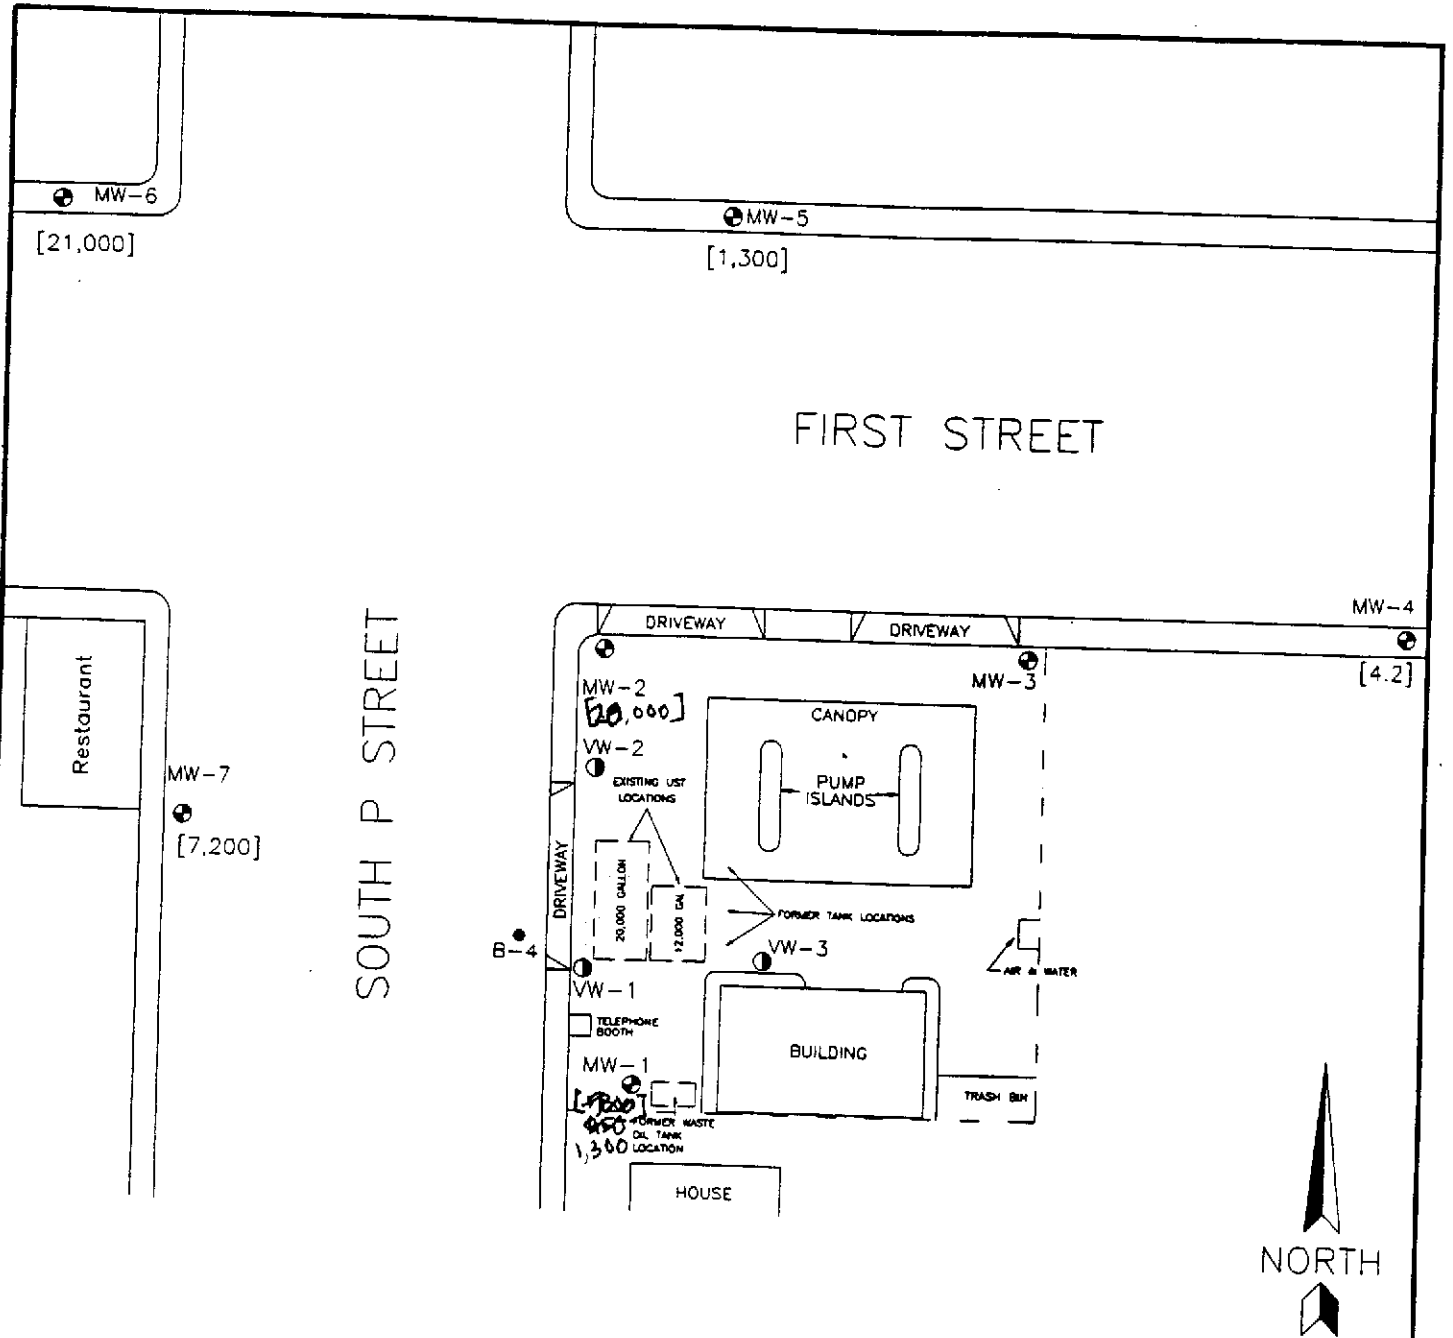 MW-6
[21,000]
MW-5
[1,300]
FIRST STREET
SOUTH P STREET
Restaurant
MW-7
[7,200]
DRIVEWAY
DRIVEWAY
MW-4
[4.2]
MW-3
MW-2
[20,000]
VW-2
CANOPY
PUMP
ISLANDS
EXISTING UST
LOCATIONS
DRIVEWAY
20,000 GALLON
12,000 GAL
FORMER TANK LOCATIONS
B-4
VW-3
VW-1
AIR & WATER
TELEPHONE
BOOTH
BUILDING
MW-1
TRASH BIN
FORMER WASTE
OIL TANK
LOCATION
1,300
HOUSE
NORTH